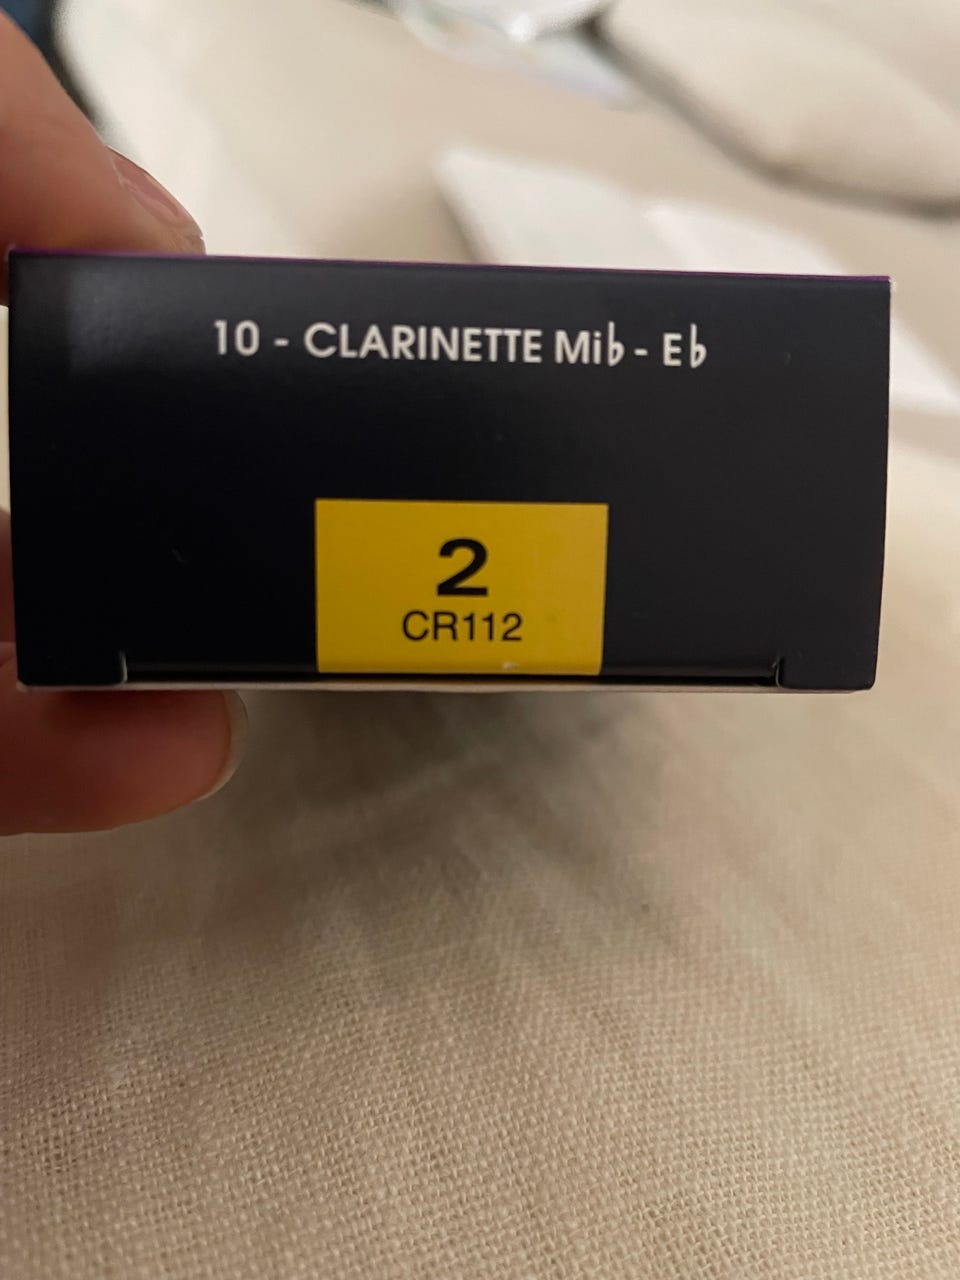 10 - CLARINETTE Mi♭ - E♭
2
CR112